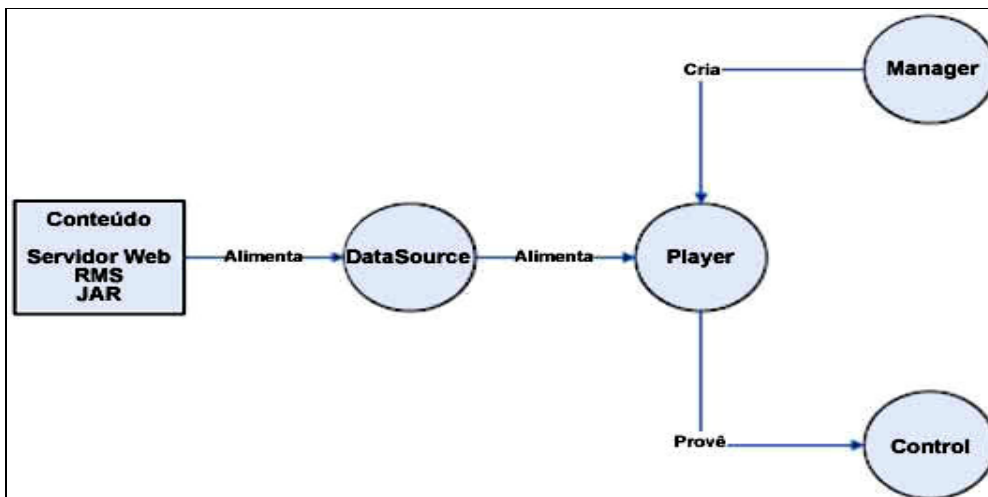 Manager
Cria
Conteúdo
Servidor Web
RMS
JAR
Alimenta
DataSource
Alimenta
Player
Provê
Control